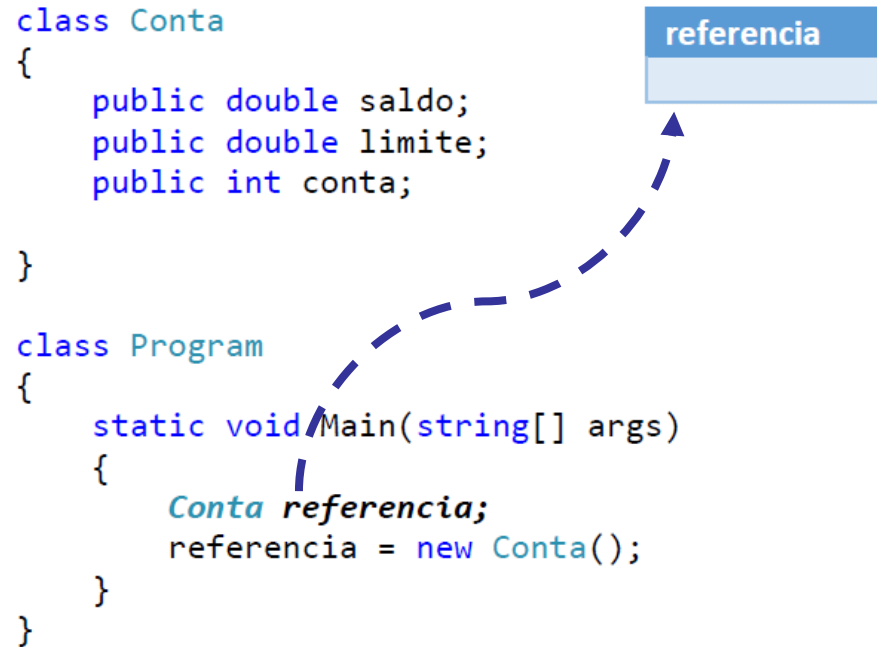 class Conta
{
    public double saldo;
    public double limite;
    public int conta;
}
class Program
{
    static void Main(string[] args)
    {
        Conta referencia;
        referencia = new Conta();
    }
}
referencia